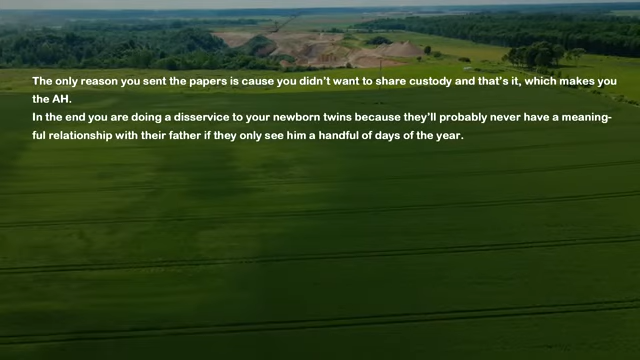 The only reason you sent the papers is cause you didn't want to share custody and that's it, which makes you
the AH.
In the end you are doing a disservice to your newborn twins because they'll probably never have a meaning-
ful relationship with their father if they only see him a handful of days of the year.